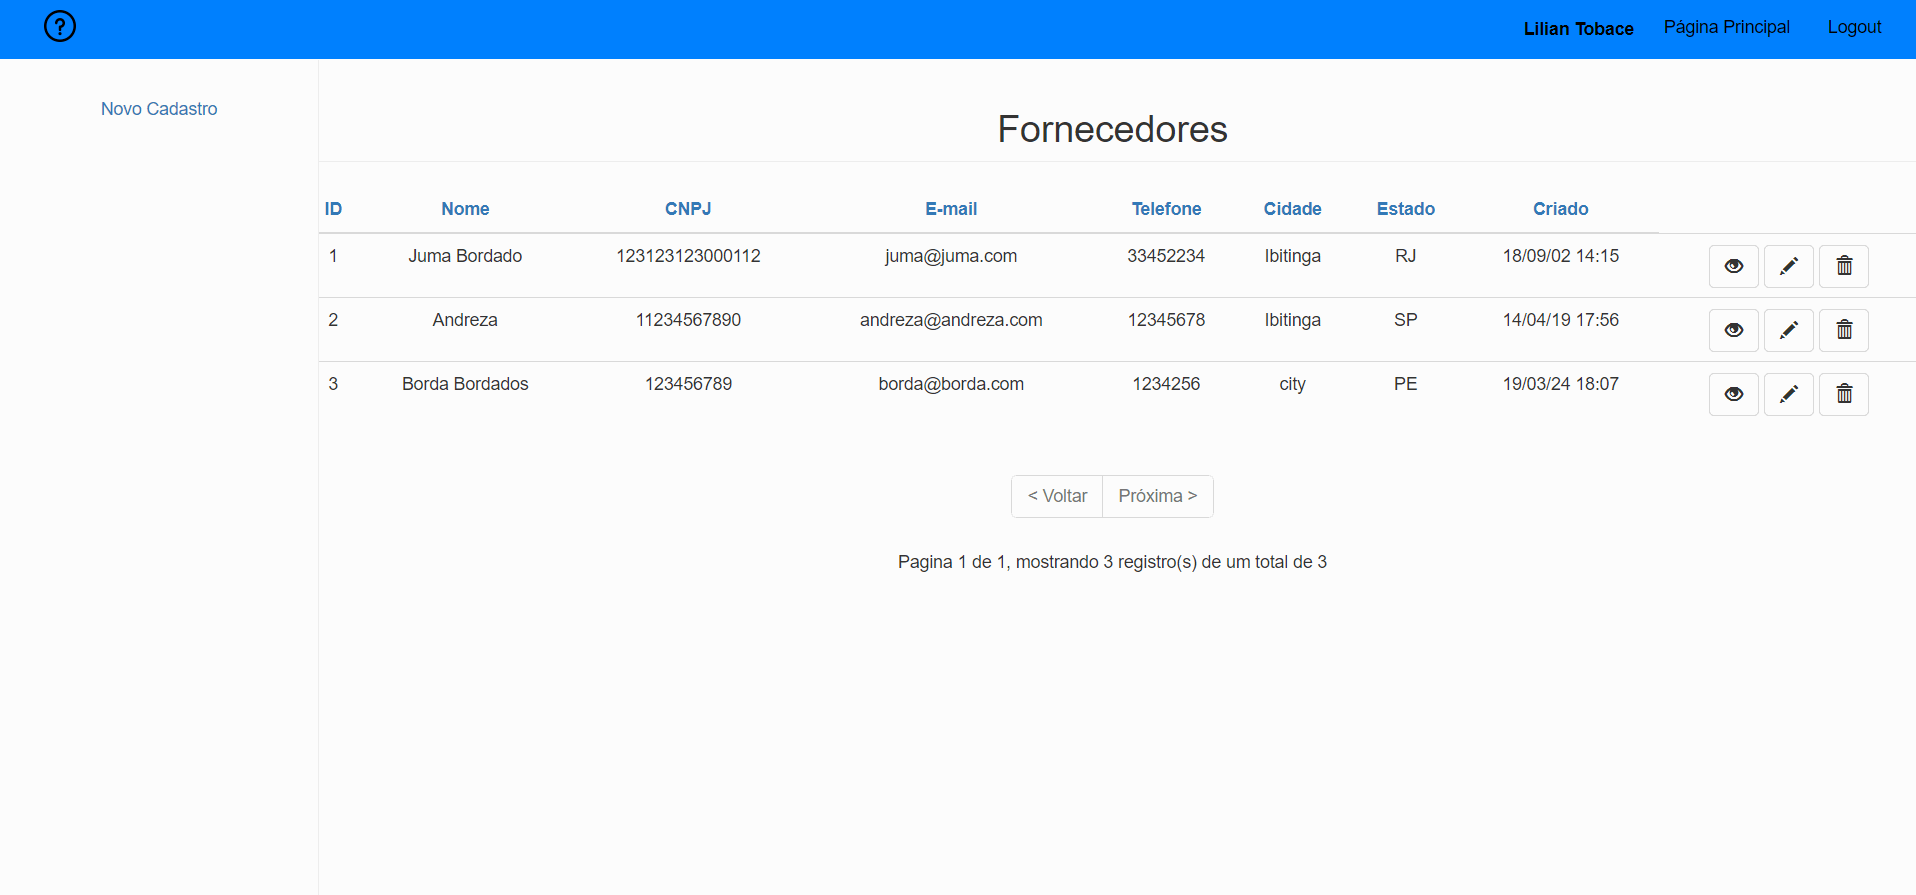 ?
Lilian Tobace Página Principal Logout
Novo Cadastro
Fornecedores
ID Nome CNPJ E-mail Telefone Cidade Estado Criado
1 Juma Bordado 123123123000112 juma@juma.com 33452234 Ibitinga RJ 18/09/02 14:15
2 Andreza 11234567890 andreza@andreza.com 12345678 Ibitinga SP 14/04/19 17:56
3 Borda Bordados 123456789 borda@borda.com 1234256 city PE 19/03/24 18:07
< Voltar Próxima >
Pagina 1 de 1, mostrando 3 registro(s) de um total de 3